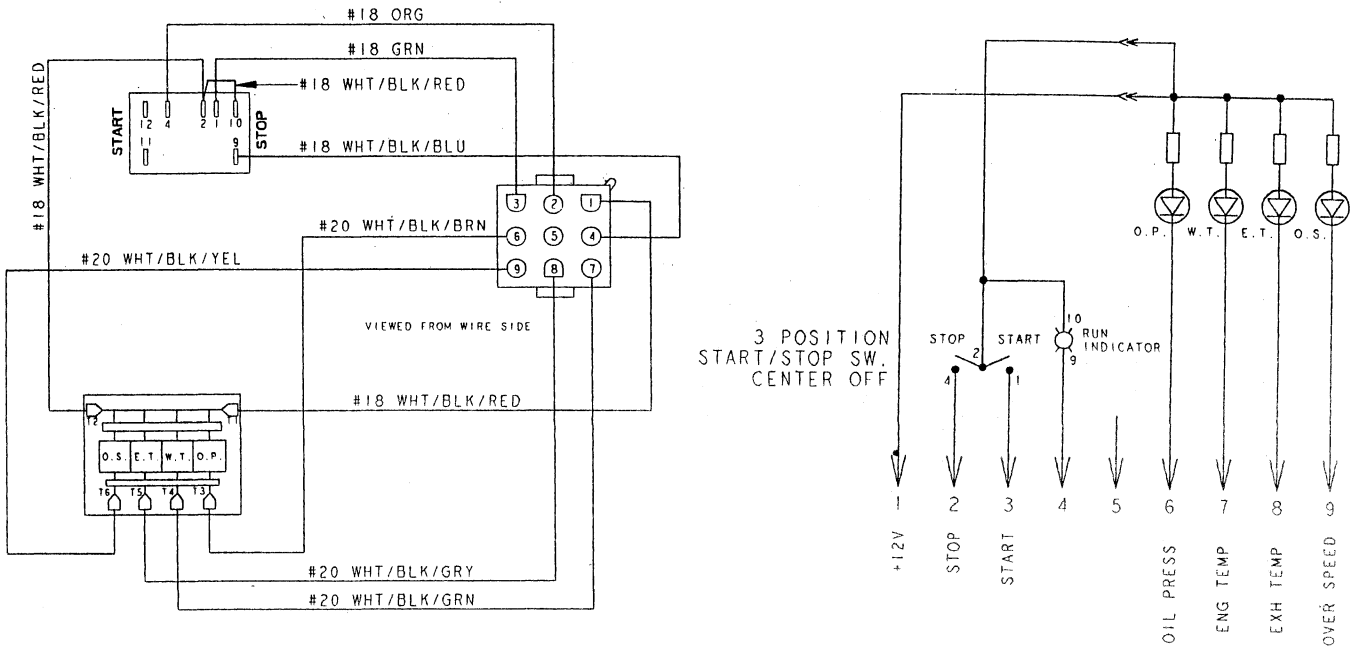 #18 ORG
#18 GRN
#18 WHT/BLK/RED
#18 WHT/BLK/RED
START
12
4
2
1
10
11
9
STOP
#18 WHT/BLK/BLU
3
2
1
#20 WHT/BLK/BRN
6
5
4
#20 WHT/BLK/YEL
9
8
7
VIEWED FROM WIRE SIDE
#18 WHT/BLK/RED
T2
T1
O.S.
E.T.
W.T.
O.P.
T6
T5
T4
T3
#20 WHT/BLK/GRY
#20 WHT/BLK/GRN
O.P.
W.T.
E.T.
O.S.
3 POSITION
START/STOP SW.
CENTER OFF
STOP
2
START
4
1
10
RUN
INDICATOR
9
1
2
3
4
5
6
7
8
9
+12V
STOP
START
OIL PRESS
ENG TEMP
EXH TEMP
OVER SPEED